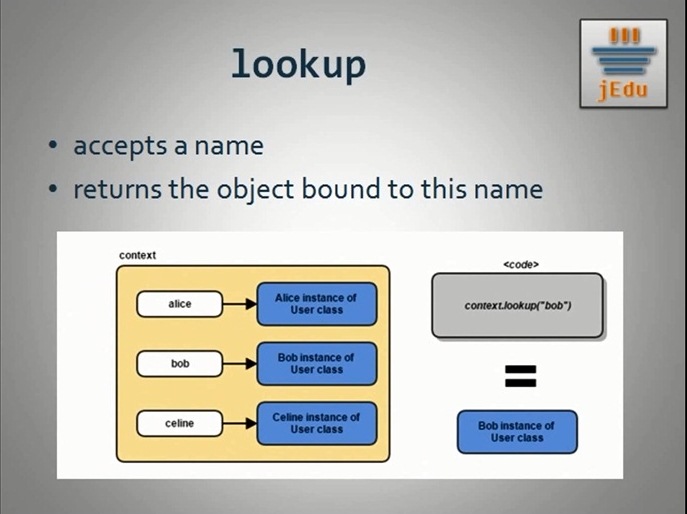 lookup
jEdu
• accepts a name
• returns the object bound to this name
context
alice
Alice instance of
User class
bob
Bob instance of
User class
celine
Celine instance of
User class
<code>
context.lookup("bob")
=
Bob instance of
User class